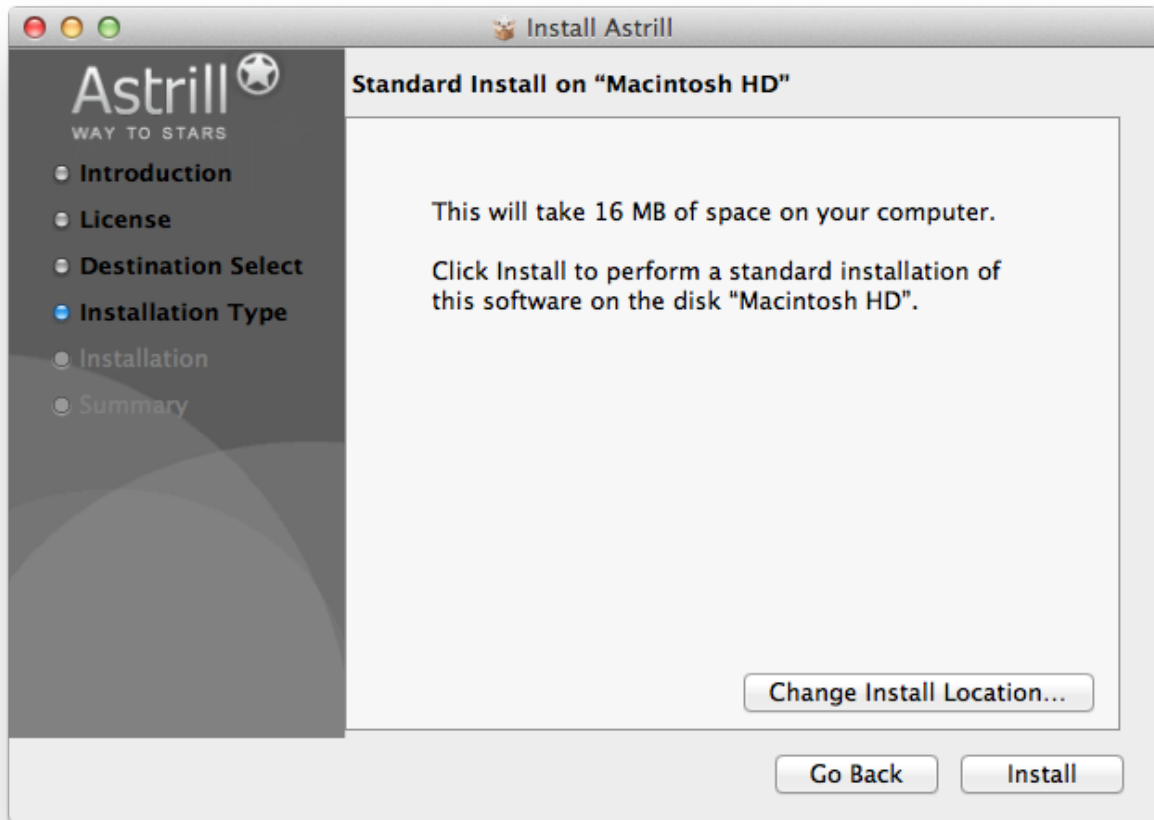 Install Astrill
Astrill
WAY TO STARS
Introduction
License
Destination Select
Installation Type
Installation
Summary
Standard Install on “Macintosh HD”
This will take 16 MB of space on your computer.
Click Install to perform a standard installation of
this software on the disk “Macintosh HD”.
Change Install Location...
Go Back
Install